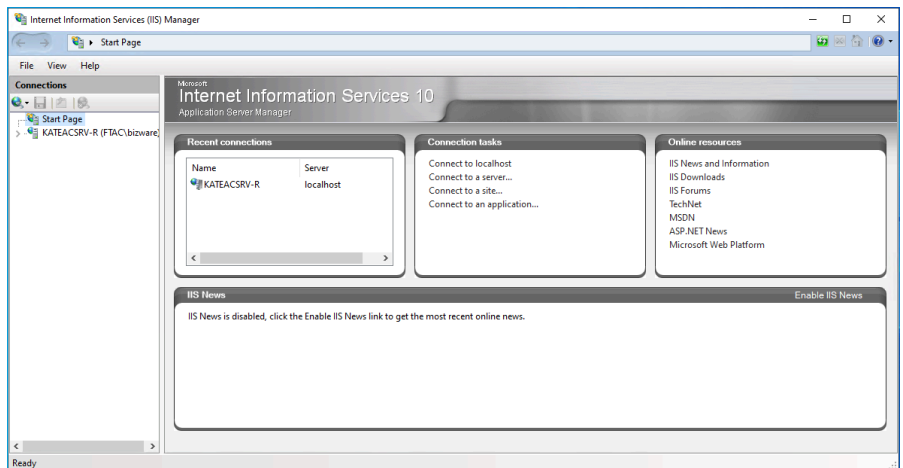 Internet Information Services (IIS) Manager
Start Page
File View Help
Connections
Start Page
KATEACSRV-R (FTAC\bizware)
Microsoft
Internet Information Services 10
Application Server Manager
Recent connections
Name Server
KATEACSRV-R localhost
Connection tasks
Connect to localhost
Connect to a server...
Connect to a site...
Connect to an application...
Online resources
IIS News and Information
IIS Downloads
IIS Forums
TechNet
MSDN
ASP.NET News
Microsoft Web Platform
IIS News
Enable IIS News
IIS News is disabled, click the Enable IIS News link to get the most recent online news.
Ready